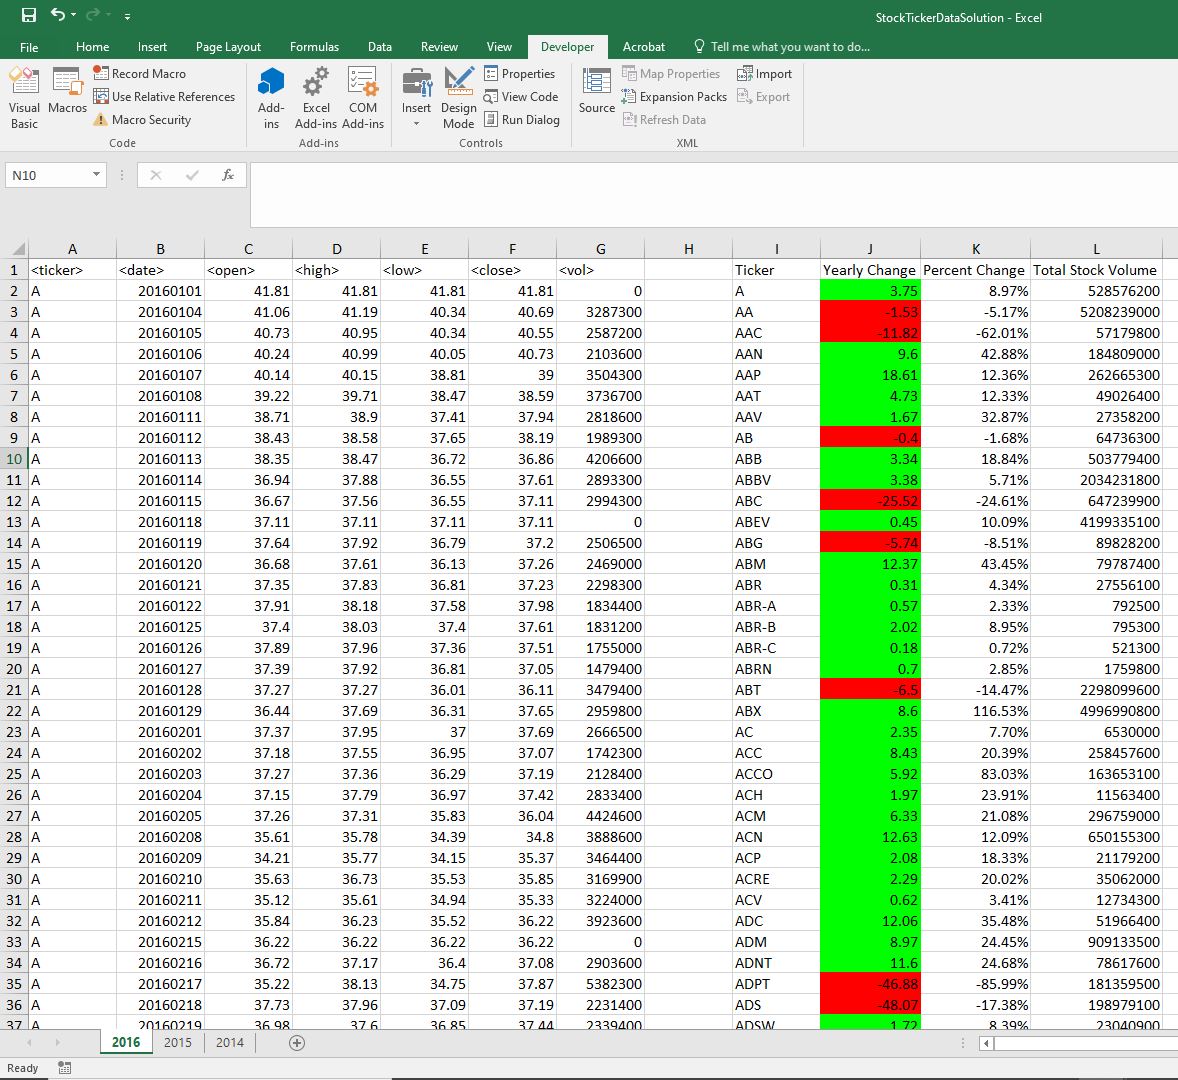 StockTickerDataSolution - Excel
File Home Insert Page Layout Formulas Data Review View Developer Acrobat Tell me what you want to do...
Visual Basic
Macros
Record Macro
Use Relative References
Macro Security
Code
Add-ins
Excel Add-ins
COM Add-ins
Add-ins
Insert
Design Mode
Properties
View Code
Run Dialog
Controls
Source
Map Properties
Expansion Packs
Refresh Data
Import
Export
XML
N10 fx
A B C D E F G H I J K L
1 <ticker> <date> <open> <high> <low> <close> <vol> Ticker Yearly Change Percent Change Total Stock Volume
2 A 20160101 41.81 41.81 41.81 41.81 0 A 3.75 8.97% 528576200
3 A 20160104 41.06 41.19 40.34 40.69 3287300 AA -1.53 -5.17% 5208239000
4 A 20160105 40.73 40.95 40.34 40.55 2587200 AAC -11.82 -62.01% 57179800
5 A 20160106 40.24 40.99 40.05 40.73 2103600 AAN 9.6 42.88% 184809000
6 A 20160107 40.14 40.15 38.81 39 3504300 AAP 18.61 12.36% 262665300
7 A 20160108 39.22 39.71 38.47 38.59 3736700 AAT 4.73 12.33% 49026400
8 A 20160111 38.71 38.9 37.41 37.94 2818600 AAV 1.67 32.87% 27358200
9 A 20160112 38.43 38.58 37.65 38.19 1989300 AB -0.4 -1.68% 64736300
10 A 20160113 38.35 38.47 36.72 36.86 4206600 ABB 3.34 18.84% 503779400
11 A 20160114 36.94 37.88 36.55 37.61 2893300 ABBV 3.38 5.71% 2034231800
12 A 20160115 36.67 37.56 36.55 37.11 2994300 ABC -25.52 -24.61% 647239900
13 A 20160118 37.11 37.11 37.11 37.11 0 ABEV 0.45 10.09% 4199335100
14 A 20160119 37.64 37.92 36.79 37.2 2506500 ABG -5.74 -8.51% 89828200
15 A 20160120 36.68 37.61 36.13 37.26 2469000 ABM 12.37 43.45% 79787400
16 A 20160121 37.35 37.83 36.81 37.23 2298300 ABR 0.31 4.34% 27556100
17 A 20160122 37.91 38.18 37.58 37.98 1834400 ABR-A 0.57 2.33% 792500
18 A 20160125 37.4 38.03 37.4 37.61 1831200 ABR-B 2.02 8.95% 795300
19 A 20160126 37.89 37.96 37.36 37.51 1755000 ABR-C 0.18 0.72% 521300
20 A 20160127 37.39 37.92 36.81 37.05 1479400 ABRN 0.7 2.85% 1759800
21 A 20160128 37.27 37.27 36.01 36.11 3479400 ABT -6.5 -14.47% 2298099600
22 A 20160129 36.44 37.69 36.31 37.65 2959800 ABX 8.6 116.53% 4996990800
23 A 20160201 37.37 37.95 37 37.69 2666500 AC 2.35 7.70% 6530000
24 A 20160202 37.18 37.55 36.95 37.07 1742300 ACC 8.43 20.39% 258457600
25 A 20160203 37.27 37.36 36.29 37.19 2128400 ACCO 5.92 83.03% 163653100
26 A 20160204 37.15 37.79 36.97 37.42 2833400 ACH 1.97 23.91% 11563400
27 A 20160205 37.26 37.31 35.83 36.04 4424600 ACM 6.33 21.08% 296759000
28 A 20160208 35.61 35.78 34.39 34.8 3888600 ACN 12.63 12.09% 650155300
29 A 20160209 34.21 35.77 34.15 35.37 3464400 ACP 2.08 18.33% 21179200
30 A 20160210 35.63 36.73 35.53 35.85 3169900 ACRE 2.29 20.02% 35062000
31 A 20160211 35.12 35.61 34.94 35.33 3224000 ACV 0.62 3.41% 12734300
32 A 20160212 35.84 36.23 35.52 36.22 3923600 ADC 12.06 35.48% 51966400
33 A 20160215 36.22 36.22 36.22 36.22 0 ADM 8.97 24.45% 909133500
34 A 20160216 36.72 37.17 36.4 37.08 2903600 ADNT 11.6 24.68% 78617600
35 A 20160217 35.22 38.13 34.75 37.87 5382300 ADPT -46.88 -85.99% 181359500
36 A 20160218 37.73 37.96 37.09 37.19 2231400 ADS -48.07 -17.38% 198979100
37 A 20160219 36.98 37.6 36.85 37.44 2339400 ADSW 1.72 8.39% 23040900
2016 2015 2014
Ready